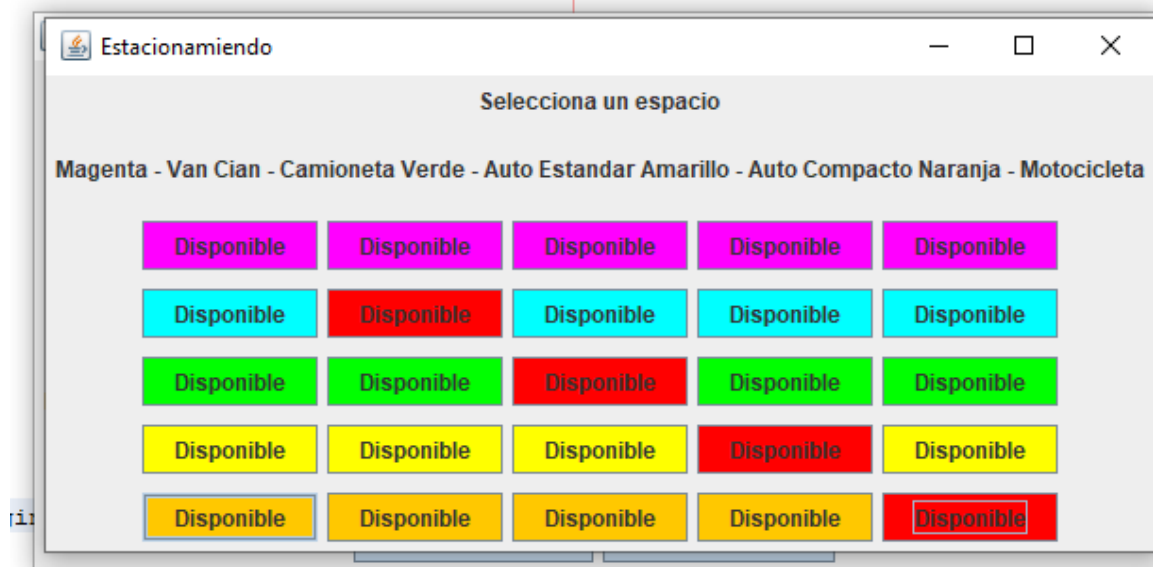 Estacionamiendo
Selecciona un espacio
Magenta - Van Cian - Camioneta Verde - Auto Estandar Amarillo - Auto Compacto Naranja - Motocicleta
Disponible Disponible Disponible Disponible Disponible
Disponible Disponible Disponible Disponible Disponible
Disponible Disponible Disponible Disponible Disponible
Disponible Disponible Disponible Disponible Disponible
Disponible Disponible Disponible Disponible Disponible